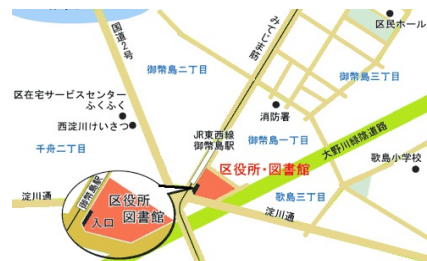 国道2号
みてじま筋
区民ホール
御幣島二丁目
御幣島三丁目
区在宅サービスセンター
ふくふく
西淀川けいさつ
消防署
JR東西線
御幣島駅
御幣島一丁目
大野川緑陰道路
千舟二丁目
区役所・図書館
歌島小学校
御幣島駅
区役所
図書館
入口
歌島三丁目
淀川通
淀川通